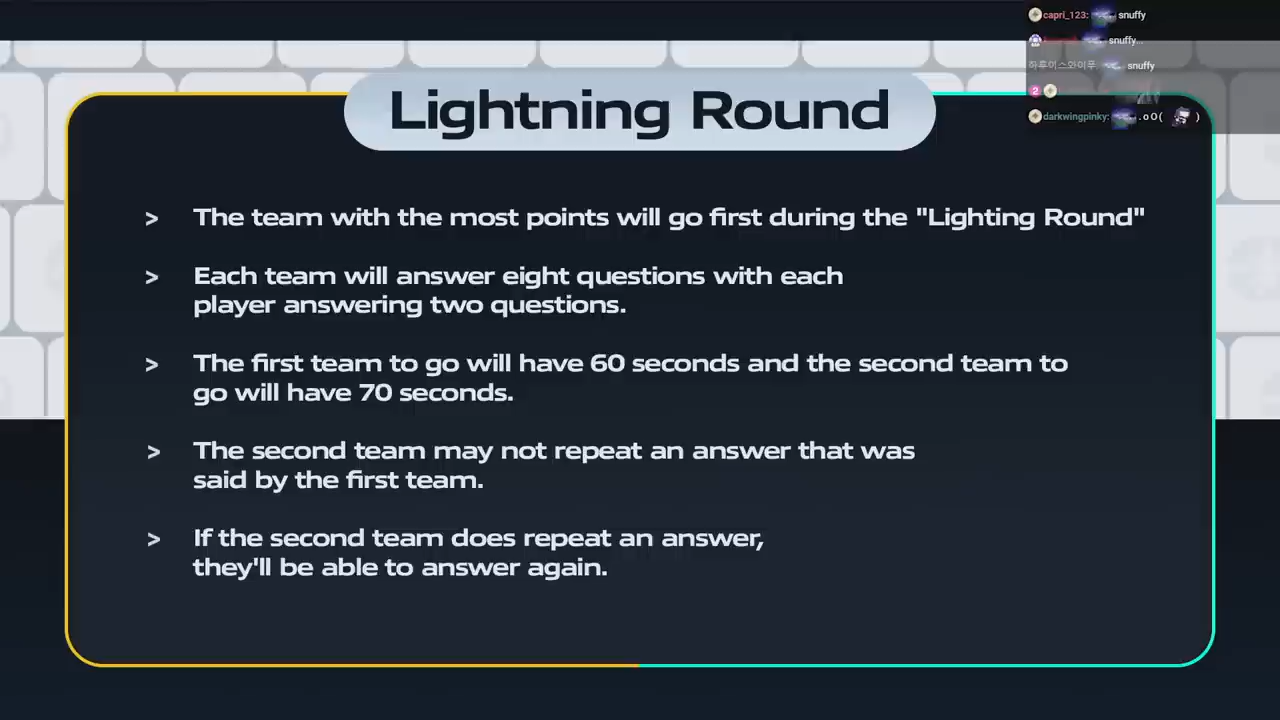 capri_123: snuffy
snuffy...
하루이스와이푸: snuffy
2
darkwingpinky: .oO( )
Lightning Round
> The team with the most points will go first during the "Lighting Round"
> Each team will answer eight questions with each
player answering two questions.
> The first team to go will have 60 seconds and the second team to
go will have 70 seconds.
> The second team may not repeat an answer that was
said by the first team.
> If the second team does repeat an answer,
they'll be able to answer again.